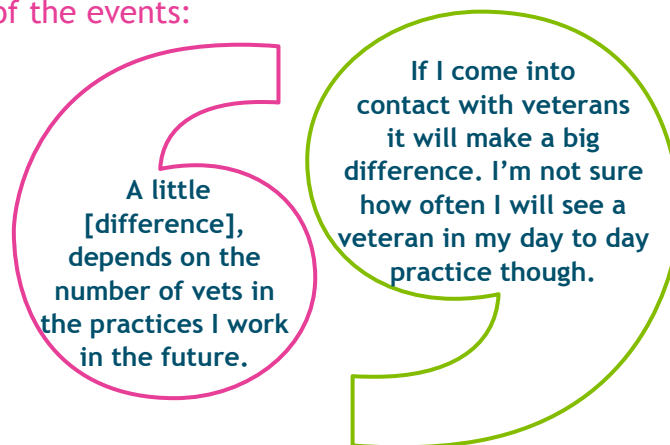 of the events:
A little
[difference],
depends on the
number of vets in
the practices I work
in the future.
If I come into
contact with veterans
it will make a big
difference. I’m not sure
how often I will see a
veteran in my day to day
practice though.